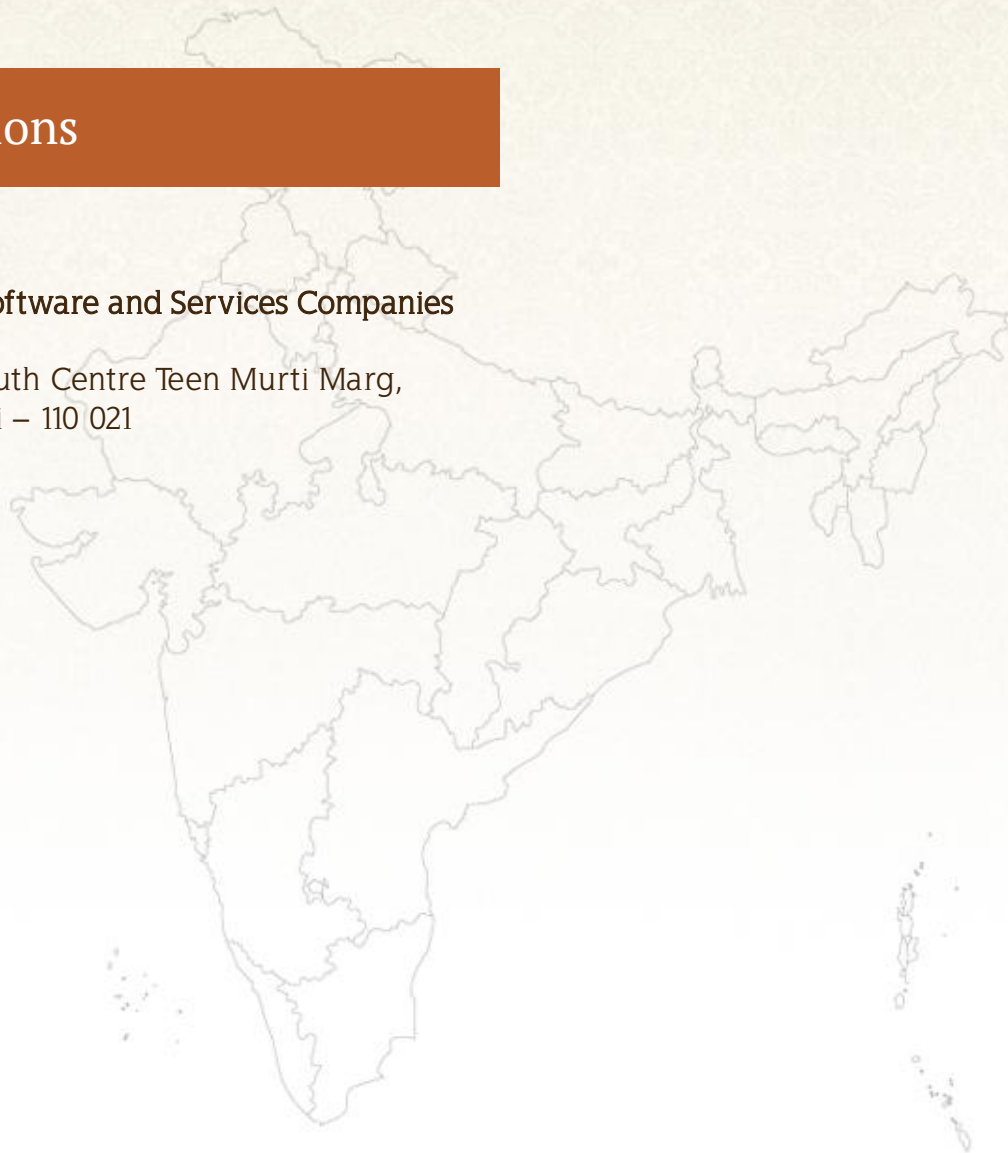 ons
oftware and Services Companies
uth Centre Teen Murti Marg,
i – 110 021